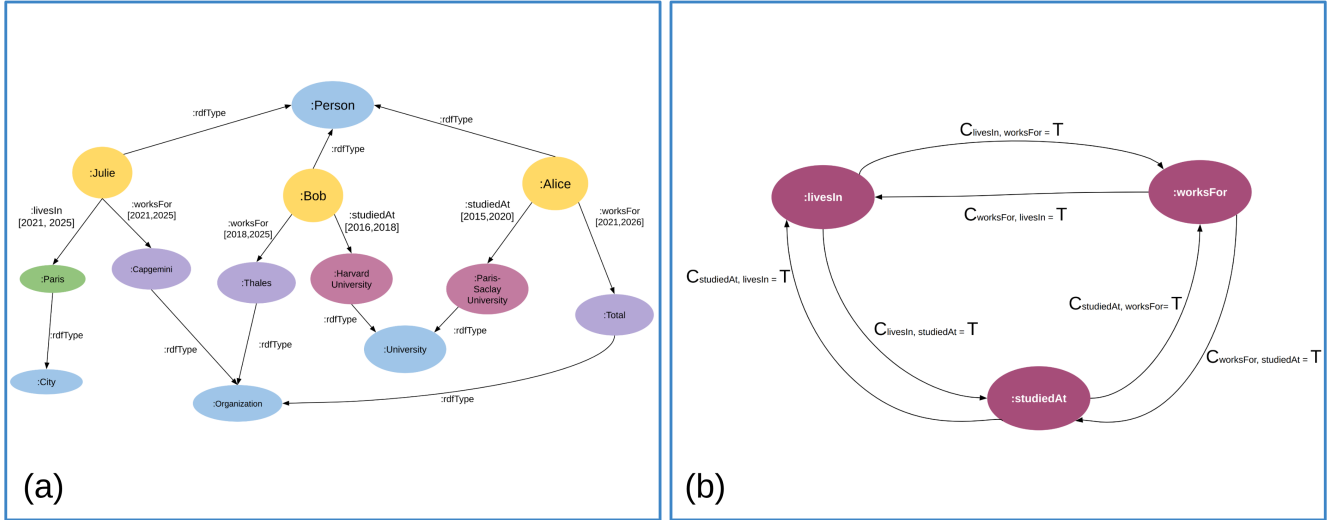 :Person
:rdfType
:rdfType
:rdfType
:Julie
:Bob
:Alice
:livesIn
[2021, 2025]
:worksFor
[2021,2025]
:worksFor
[2018,2025]
:studiedAt
[2016,2018]
:studiedAt
[2015,2020]
:worksFor
[2021,2026]
:Paris
:Capgemini
:Thales
:Harvard
University
:Paris-
Saclay
University
:Total
:rdfType
:rdfType
:rdfType
:rdfType
:rdfType
:rdfType
:City
:Organization
:University
(a)
ClivesIn, worksFor = T
:livesIn
:worksFor
CworksFor, livesIn = T
CstudiedAt, livesIn = T
CstudiedAt, worksFor= T
ClivesIn, studiedAt = T
CworksFor, studiedAt = T
:studiedAt
(b)